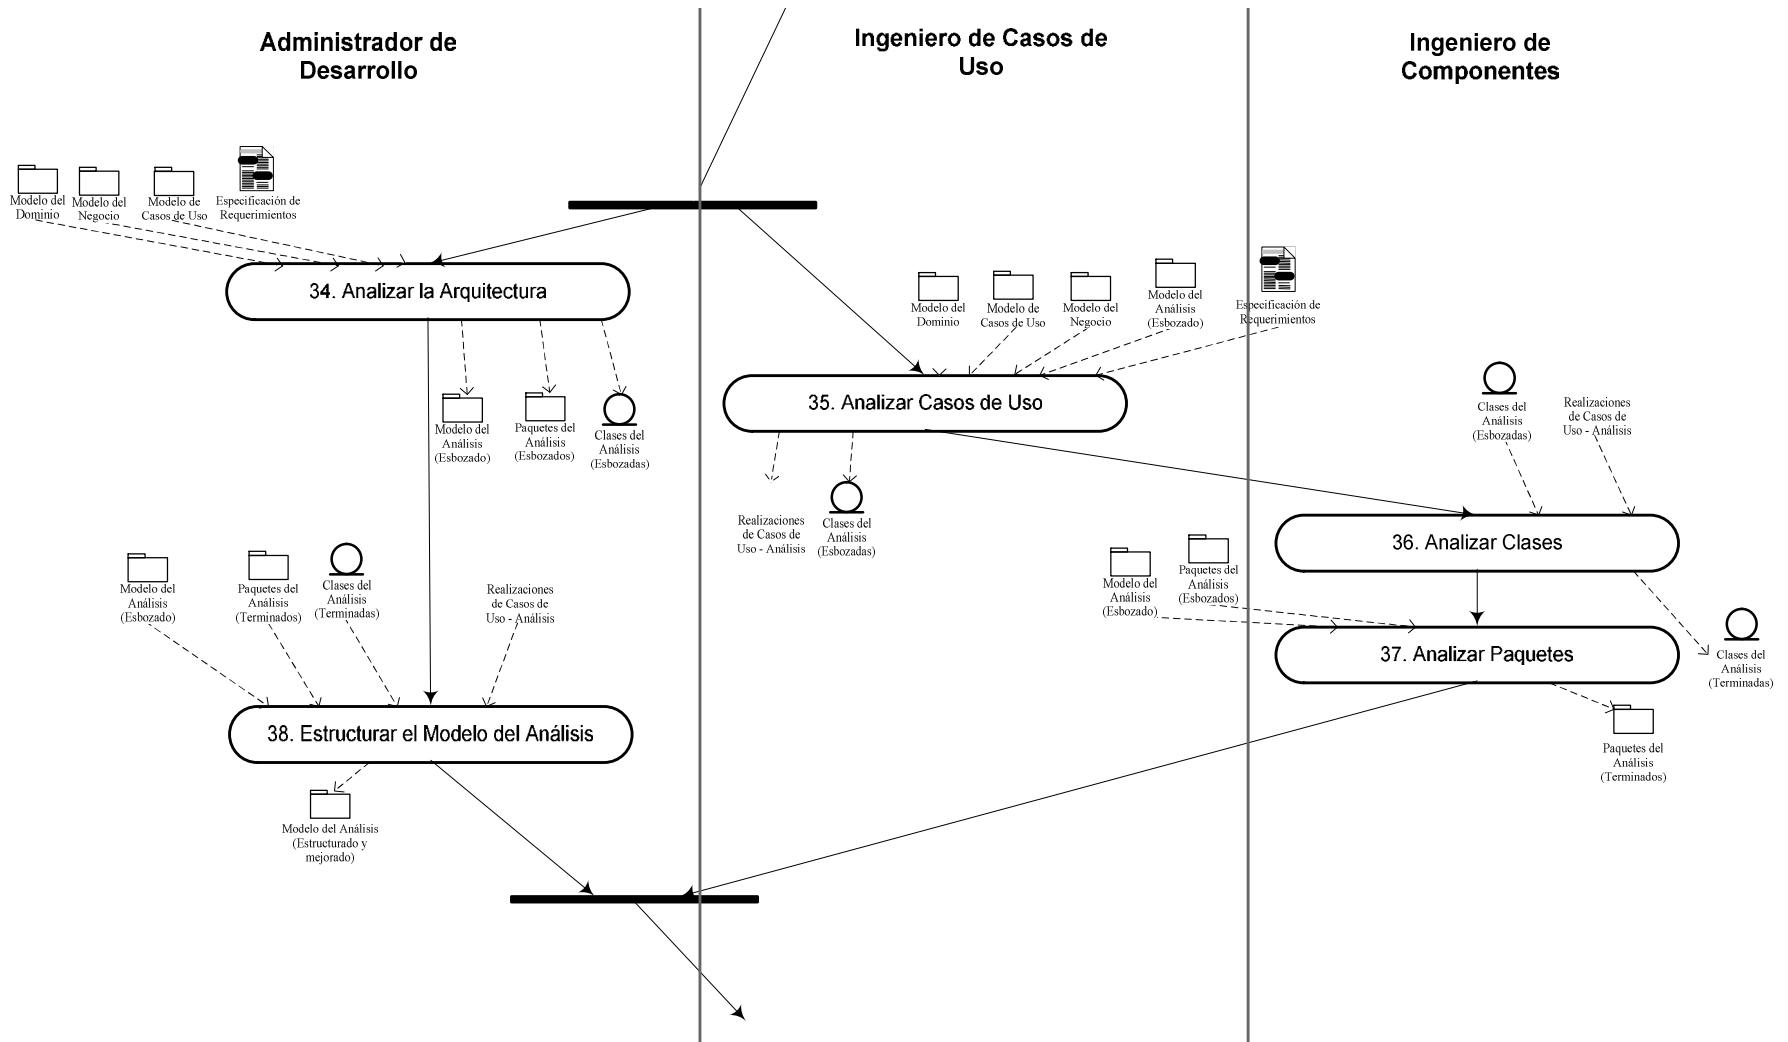 Administrador de
Desarrollo
Ingeniero de Casos de
Uso
Ingeniero de
Componentes
Modelo del
Dominio
Modelo del
Negocio
Modelo de
Casos de Uso
Especificación de
Requerimientos
34. Analizar la Arquitectura
Modelo del
Dominio
Modelo de
Casos de Uso
Modelo del
Negocio
Modelo del
Análisis
(Esbozado)
Especificación de
Requerimientos
35. Analizar Casos de Uso
Modelo del
Análisis
(Esbozado)
Paquetes del
Análisis
(Esbozados)
Clases del
Análisis
(Esbozadas)
Clases del
Análisis
(Esbozadas)
Realizaciones
de Casos de
Uso - Análisis
Realizaciones
de Casos de
Uso - Análisis
Clases del
Análisis
(Esbozadas)
36. Analizar Clases
Modelo del
Análisis
(Esbozado)
Paquetes del
Análisis
(Terminados)
Clases del
Análisis
(Terminadas)
Realizaciones
de Casos de
Uso - Análisis
Modelo del
Análisis
(Esbozado)
Paquetes del
Análisis
(Esbozados)
37. Analizar Paquetes
Clases del
Análisis
(Terminadas)
38. Estructurar el Modelo del Análisis
Paquetes del
Análisis
(Terminados)
Modelo del Análisis
(Estructurado y
mejorado)